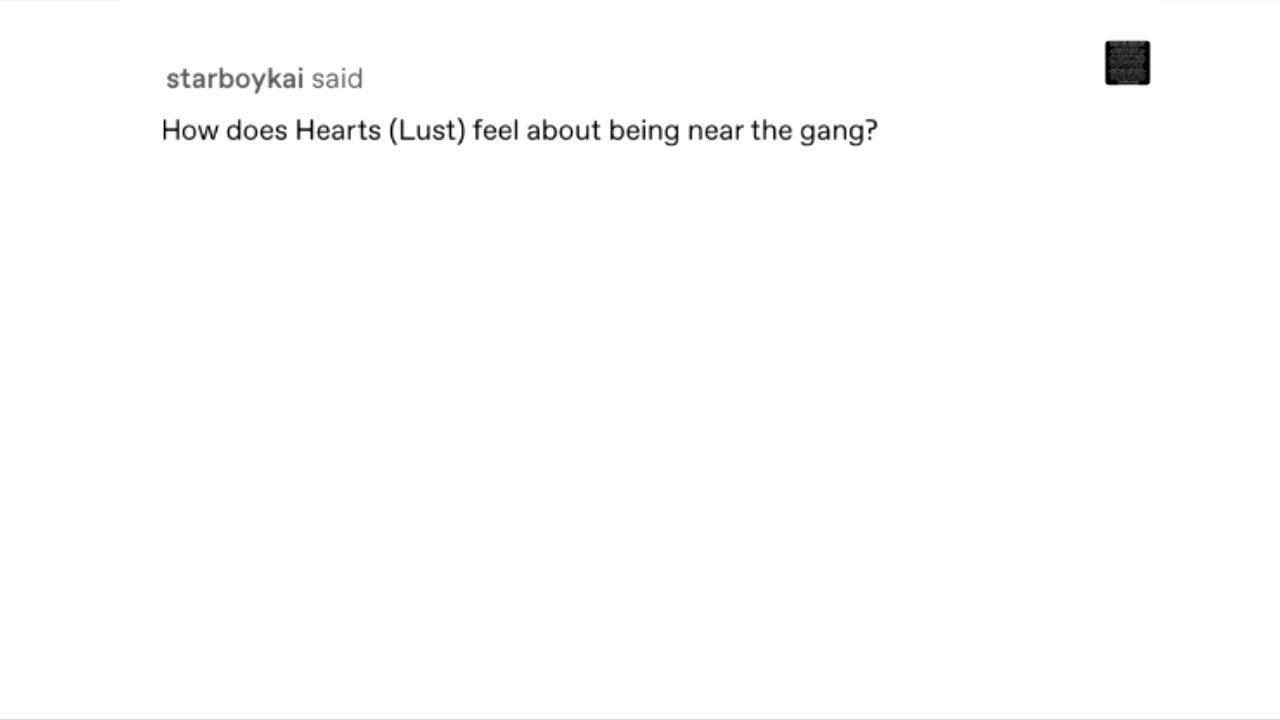 starboykai said
How does Hearts (Lust) feel about being near the gang?